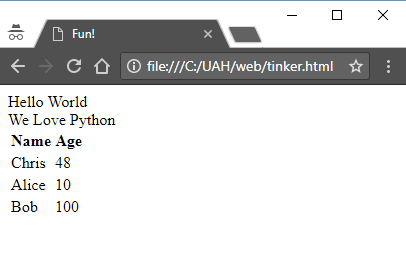 Fun!
file:///C:/UAH/web/tinker.html
Hello World
We Love Python
Name Age
Chris 48
Alice 10
Bob 100